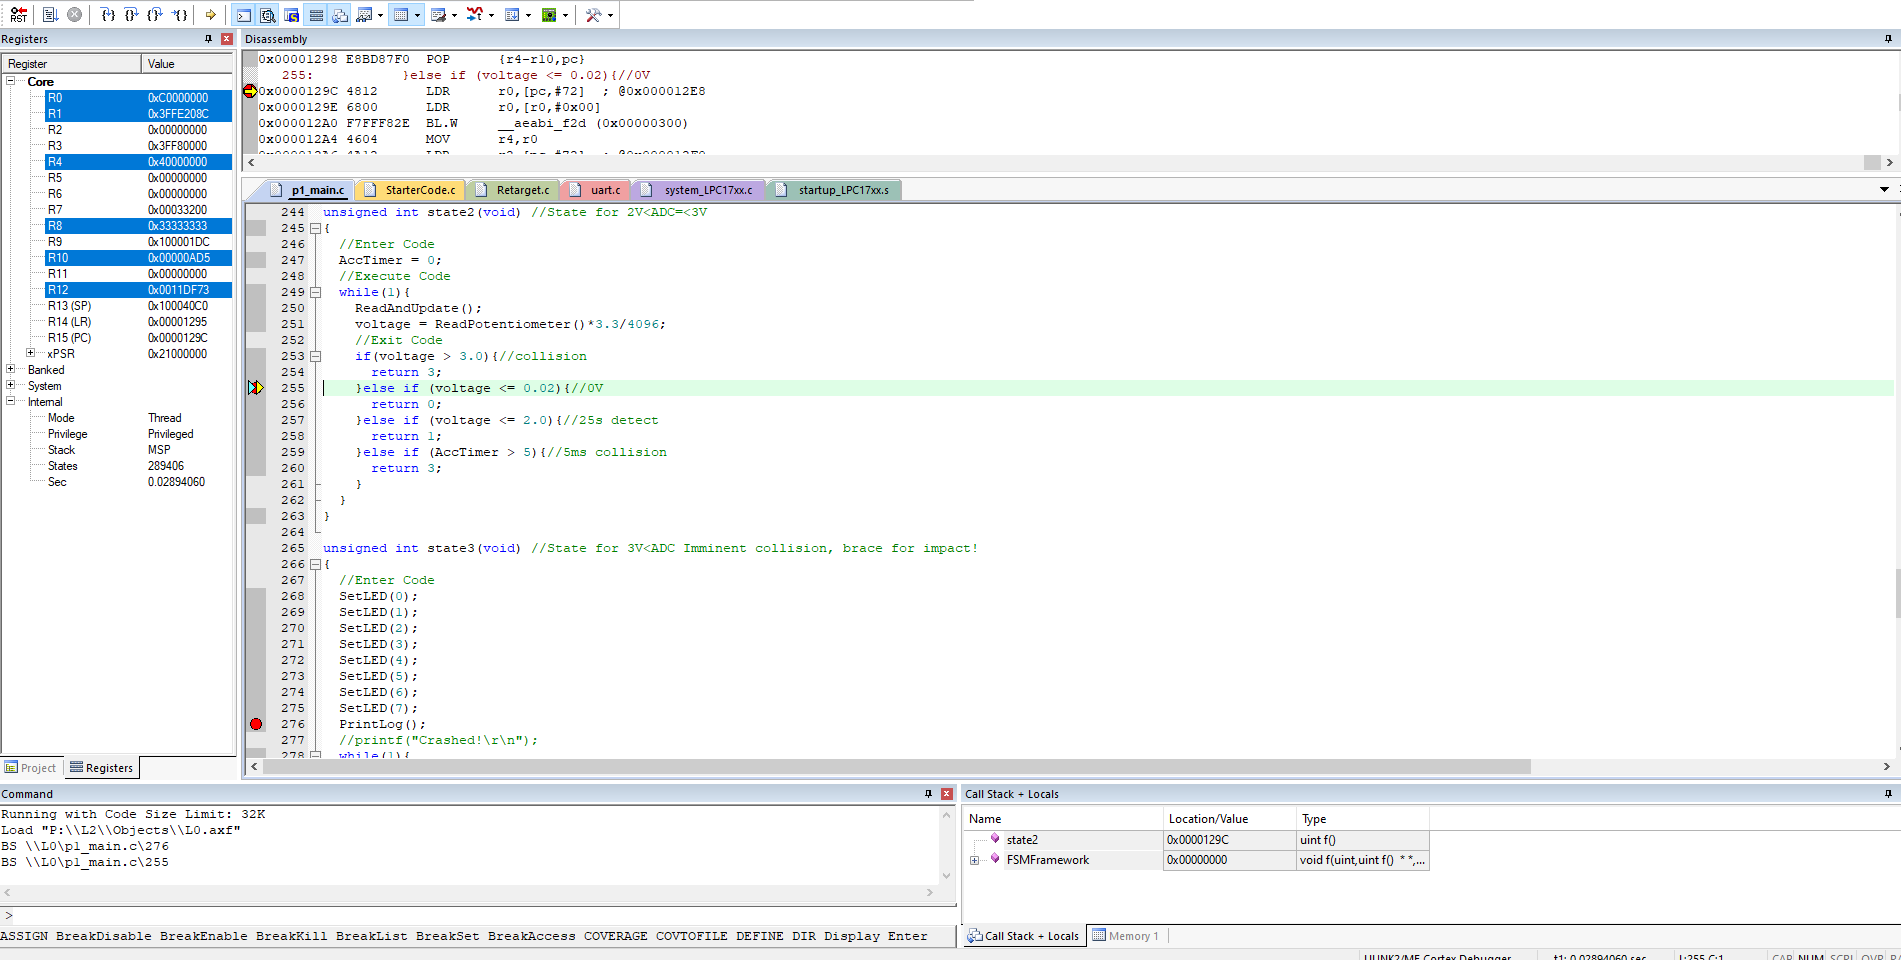 RST
Registers
Register Value
Core
R0 0xC0000000
R1 0x3FFE208C
R2 0x00000000
R3 0x3FF80000
R4 0x40000000
R5 0x00000000
R6 0x00000000
R7 0x00033200
R8 0x33333333
R9 0x100001DC
R10 0x00000AD5
R11 0x00000000
R12 0x0011DF73
R13 (SP) 0x100040C0
R14 (LR) 0x00001295
R15 (PC) 0x0000129C
xPSR 0x21000000
Banked
System
Internal
Mode Thread
Privilege Privileged
Stack MSP
States 289406
Sec 0.02894060
Project Registers
Disassembly
0x00001298 E8BD87F0 POP {r4-r10,pc}
255: }else if (voltage <= 0.02){//0V
0x0000129C 4812 LDR r0,[pc,#72] ; @0x000012E8
0x0000129E 6800 LDR r0,[r0,#0x00]
0x000012A0 F7FFF82E BL.W __aeabi_f2d (0x00000300)
0x000012A4 4604 MOV r4,r0
p1_main.c StarterCode.c Retarget.c uart.c system_LPC17xx.c startup_LPC17xx.s
244 unsigned int state2(void) //State for 2V<ADC=<3V
245 {
246 //Enter Code
247 AccTimer = 0;
248 //Execute Code
249 while(1){
250 ReadAndUpdate();
251 voltage = ReadPotentiometer()*3.3/4096;
252 //Exit Code
253 if(voltage > 3.0){//collision
254 return 3;
255 }else if (voltage <= 0.02){//0V
256 return 0;
257 }else if (voltage <= 2.0){//25s detect
258 return 1;
259 }else if (AccTimer > 5){//5ms collision
260 return 3;
261 }
262 }
263 }
264
265 unsigned int state3(void) //State for 3V<ADC Imminent collision, brace for impact!
266 {
267 //Enter Code
268 SetLED(0);
269 SetLED(1);
270 SetLED(2);
271 SetLED(3);
272 SetLED(4);
273 SetLED(5);
274 SetLED(6);
275 SetLED(7);
276 PrintLog();
277 //printf("Crashed!\r\n");
278 while(1){
Command
Running with Code Size Limit: 32K
Load "P:\\L2\\Objects\\L0.axf"
BS \\L0\p1_main.c\276
BS \\L0\p1_main.c\255
>
ASSIGN BreakDisable BreakEnable BreakKill BreakList BreakSet BreakAccess COVERAGE COVTOFILE DEFINE DIR Display Enter
Call Stack + Locals
Name Location/Value Type
state2 0x0000129C uint f()
FSMFramework 0x00000000 void f(uint,uint f() * *,...
Call Stack + Locals Memory 1
t1: 0.02894060 sec L:255 C:1 CAP NUM SCRL OVR